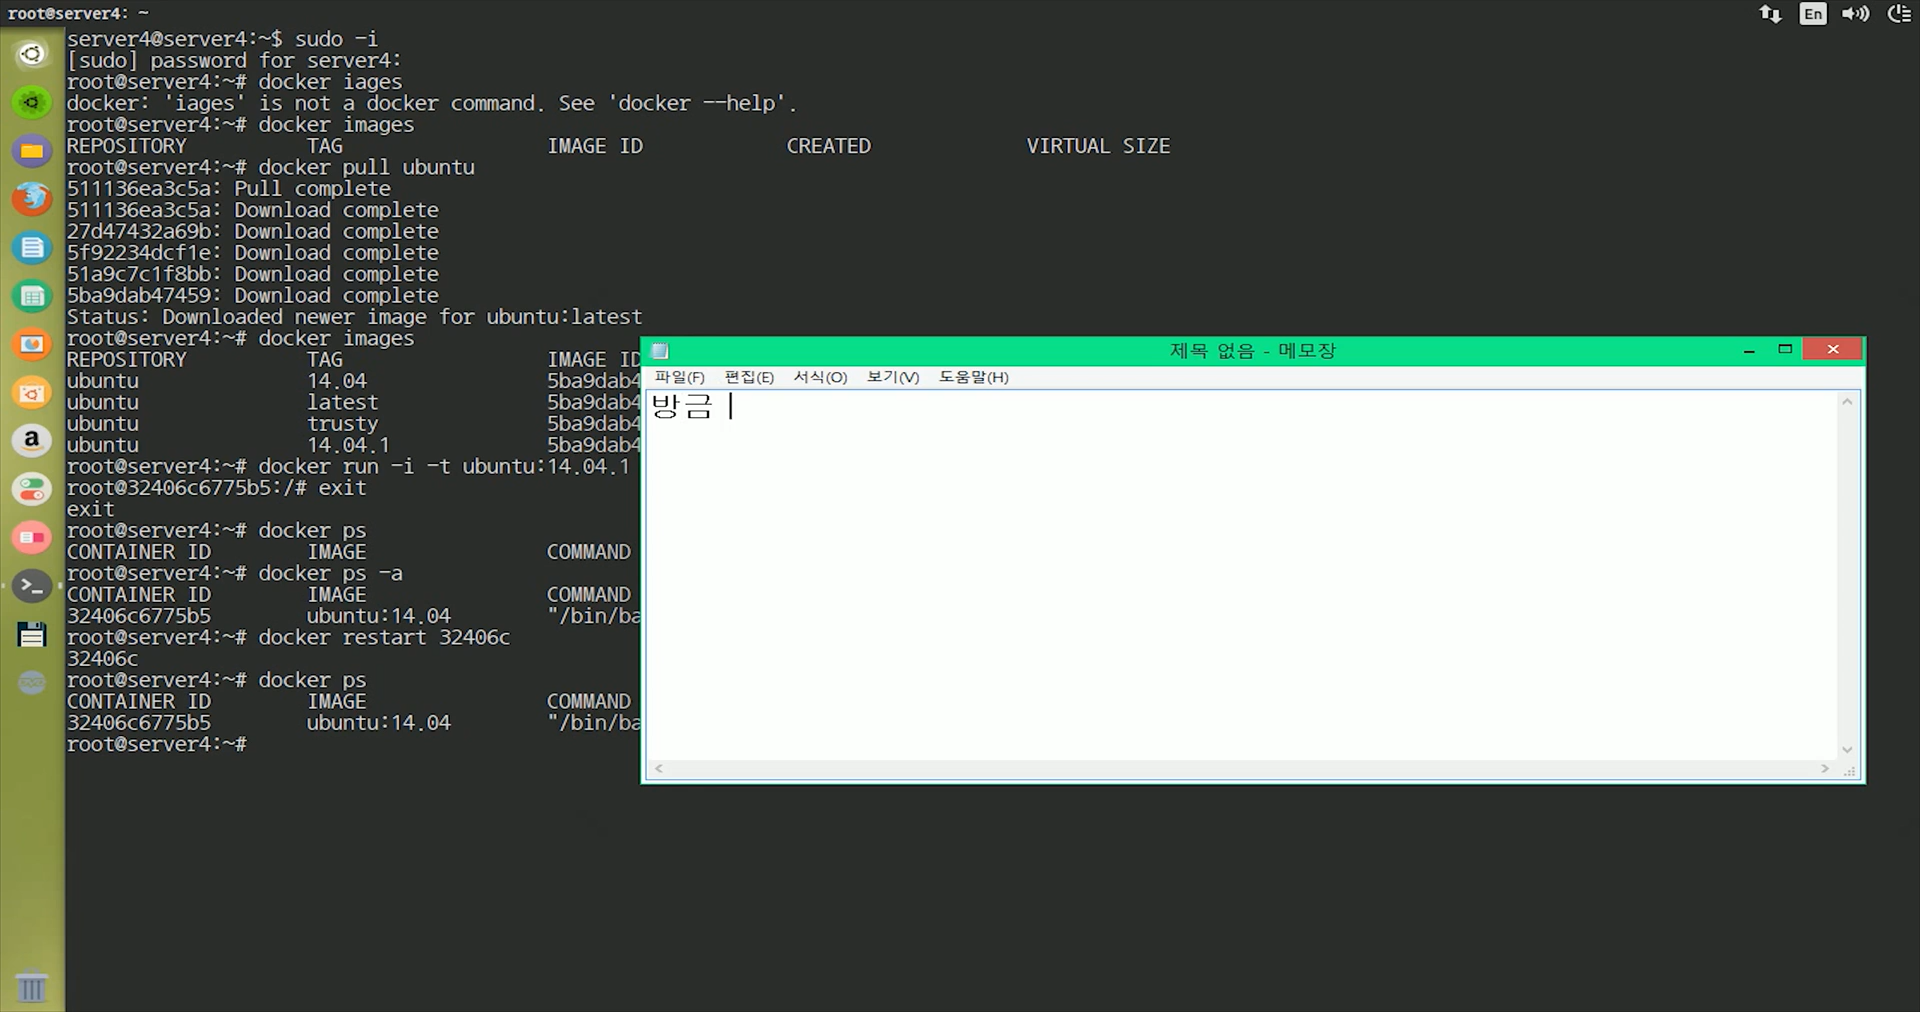 root@server4: ~
En
server4@server4:~$ sudo -i
[sudo] password for server4:
root@server4:~# docker iages
docker: 'iages' is not a docker command. See 'docker --help'.
root@server4:~# docker images
REPOSITORY TAG IMAGE ID CREATED VIRTUAL SIZE
root@server4:~# docker pull ubuntu
511136ea3c5a: Pull complete
511136ea3c5a: Download complete
27d47432a69b: Download complete
5f92234dcf1e: Download complete
51a9c7c1f8bb: Download complete
5ba9dab47459: Download complete
Status: Downloaded newer image for ubuntu:latest
root@server4:~# docker images
REPOSITORY TAG IMAGE ID
ubuntu 14.04 5ba9dab4
ubuntu latest 5ba9dab4
ubuntu trusty 5ba9dab4
ubuntu 14.04.1 5ba9dab4
root@server4:~# docker run -i -t ubuntu:14.04.1
root@32406c6775b5:/# exit
exit
root@server4:~# docker ps
CONTAINER ID IMAGE COMMAND
root@server4:~# docker ps -a
CONTAINER ID IMAGE COMMAND
32406c6775b5 ubuntu:14.04 "/bin/ba
root@server4:~# docker restart 32406c
32406c
root@server4:~# docker ps
CONTAINER ID IMAGE COMMAND
32406c6775b5 ubuntu:14.04 "/bin/ba
root@server4:~#
제목 없음 - 메모장
파일(F) 편집(E) 서식(O) 보기(V) 도움말(H)
방금